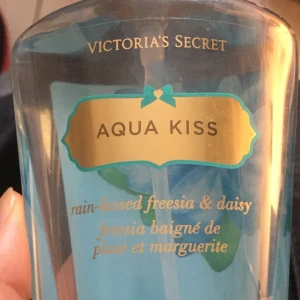 VICTORIA'S SECRET
AQUA KISS
rain-kissed freesia & daisy
freesia baigné de
pluie et marguerite